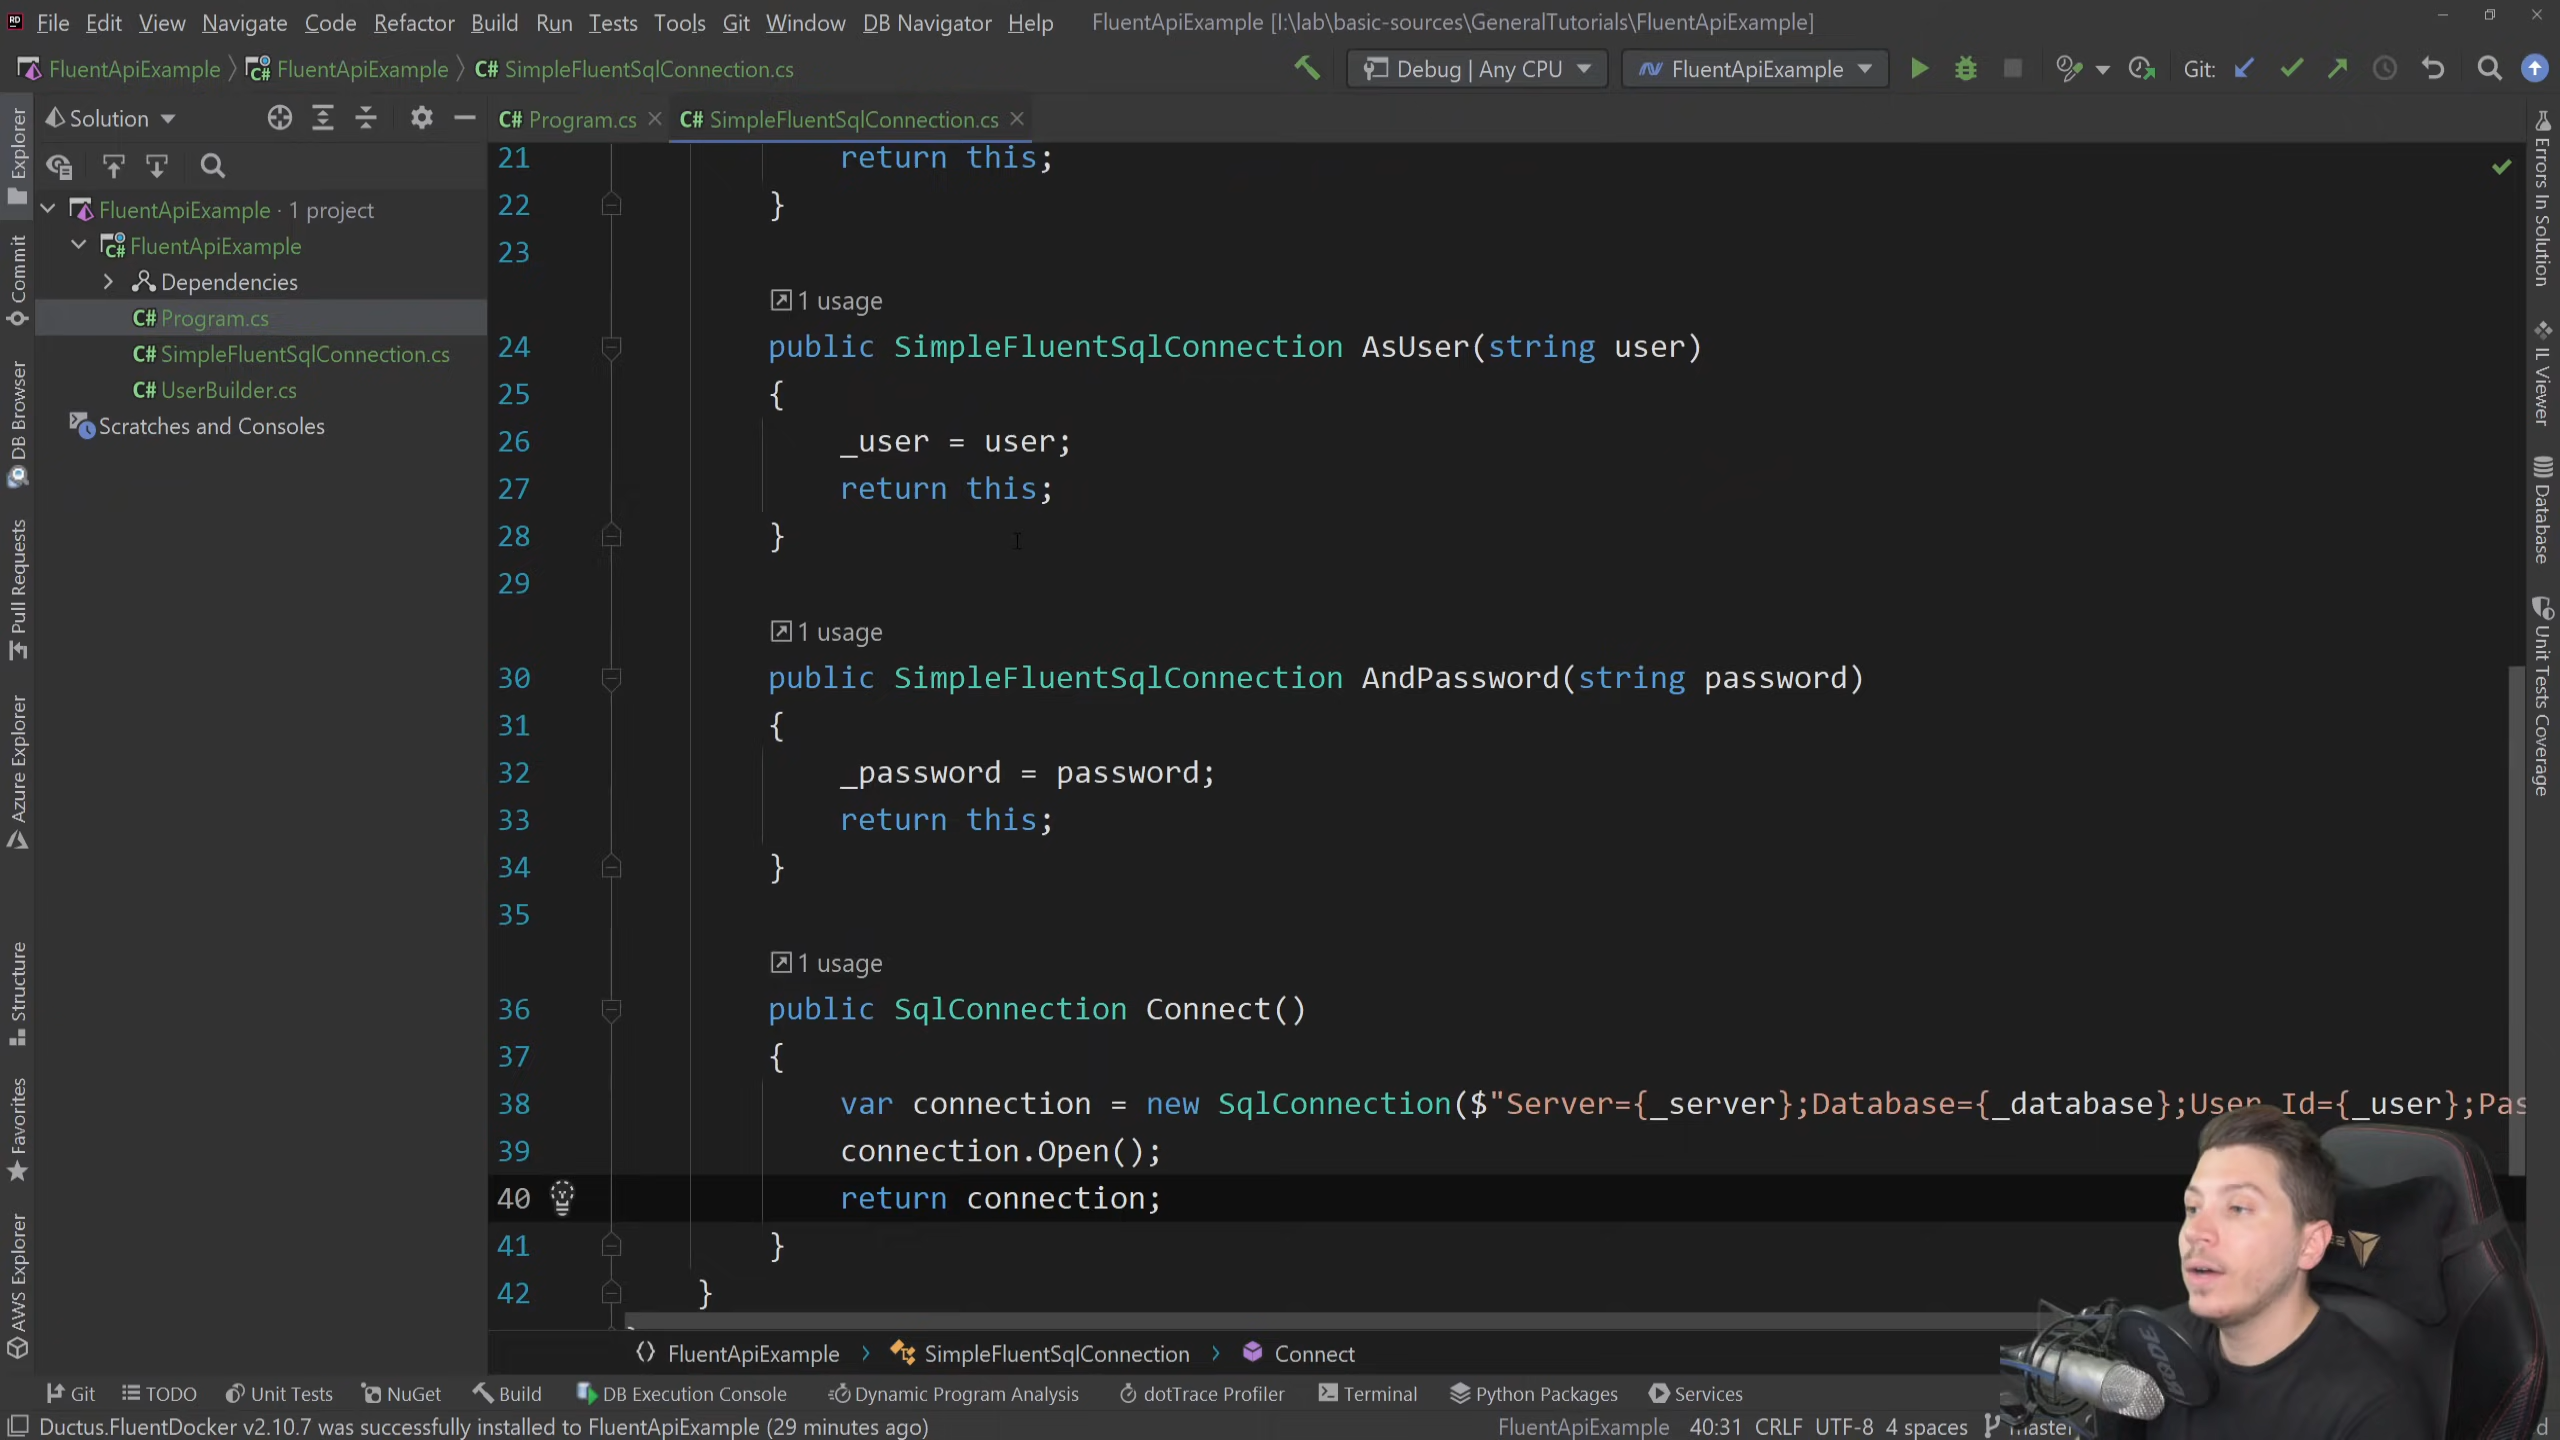 File Edit View Navigate Code Refactor Build Run Tests Tools Git Window DB Navigator Help FluentApiExample [I:\lab\basic-sources\GeneralTutorials\FluentApiExample]
FluentApiExample FluentApiExample C# SimpleFluentSqlConnection.cs Debug | Any CPU FluentApiExample Git:
Solution
C# Program.cs C# SimpleFluentSqlConnection.cs
FluentApiExample · 1 project
FluentApiExample
Dependencies
C# Program.cs
C# SimpleFluentSqlConnection.cs
C# UserBuilder.cs
Scratches and Consoles
Explorer
Commit
DB Browser
Pull Requests
Azure Explorer
Structure
Favorites
AWS Explorer
21 return this;
22 }
23
1 usage
24 public SimpleFluentSqlConnection AsUser(string user)
25 {
26 _user = user;
27 return this;
28 }
29
1 usage
30 public SimpleFluentSqlConnection AndPassword(string password)
31 {
32 _password = password;
33 return this;
34 }
35
1 usage
36 public SqlConnection Connect()
37 {
38 var connection = new SqlConnection($"Server={_server};Database={_database};User Id={_user};Pas
39 connection.Open();
40 return connection;
41 }
42 }
Errors In Solution
IL Viewer
Database
Unit Tests Coverage
FluentApiExample › SimpleFluentSqlConnection › Connect
Git TODO Unit Tests NuGet Build DB Execution Console Dynamic Program Analysis dotTrace Profiler Terminal Python Packages Services
Ductus.FluentDocker v2.10.7 was successfully installed to FluentApiExample (29 minutes ago) FluentApiExample 40:31 CRLF UTF-8 4 spaces master